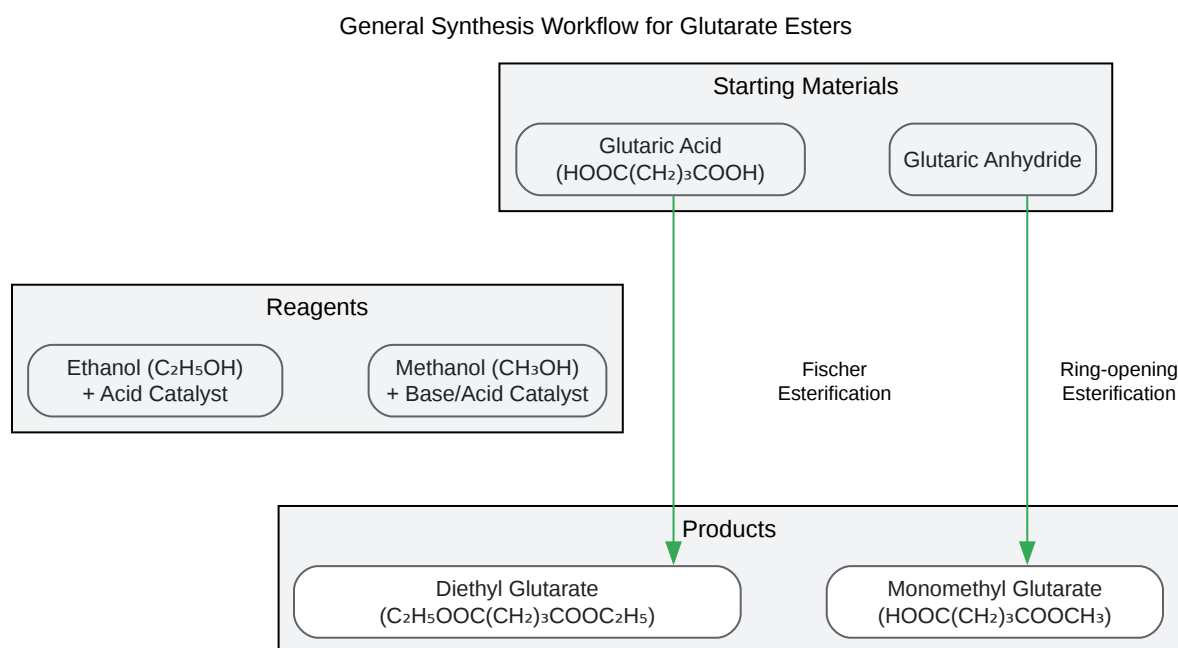 General Synthesis Workflow for Glutarate Esters
Starting Materials
Glutaric Acid
(HOOC(CH₂)₃COOH)
Glutaric Anhydride
Reagents
Ethanol (C₂H₅OH)
+ Acid Catalyst
Methanol (CH₃OH)
+ Base/Acid Catalyst
Fischer
Esterification
Ring-opening
Esterification
Products
Diethyl Glutarate
(C₂H₅OOC(CH₂)₃COOC₂H₅)
Monomethyl Glutarate
(HOOC(CH₂)₃COOCH₃)